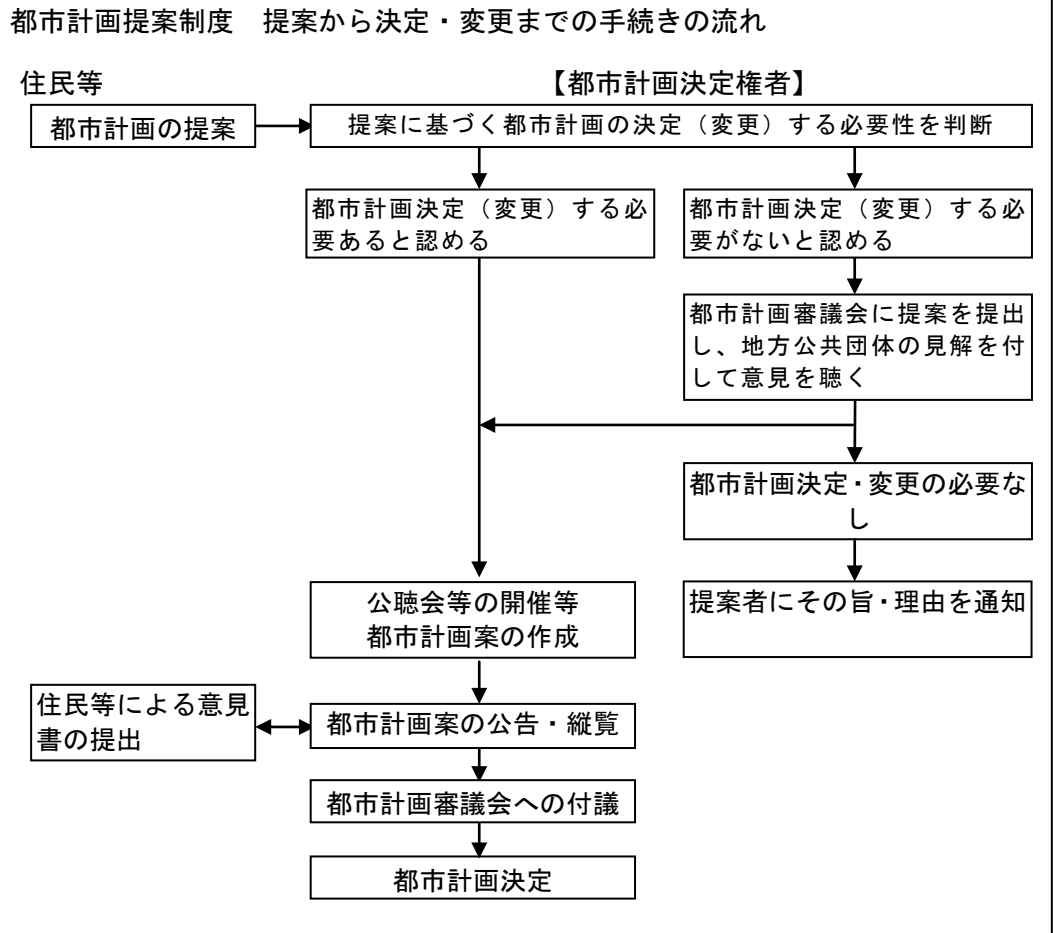 都市計画提案制度　提案から決定・変更までの手続きの流れ
住民等
【都市計画決定権者】
都市計画の提案
提案に基づく都市計画の決定（変更）する必要性を判断
都市計画決定（変更）する必
要あると認める
都市計画決定（変更）する必
要がないと認める
都市計画審議会に提案を提出
し、地方公共団体の見解を付
して意見を聴く
都市計画決定・変更の必要な
し
提案者にその旨・理由を通知
公聴会等の開催等
都市計画案の作成
住民等による意見
書の提出
都市計画案の公告・縦覧
都市計画審議会への付議
都市計画決定